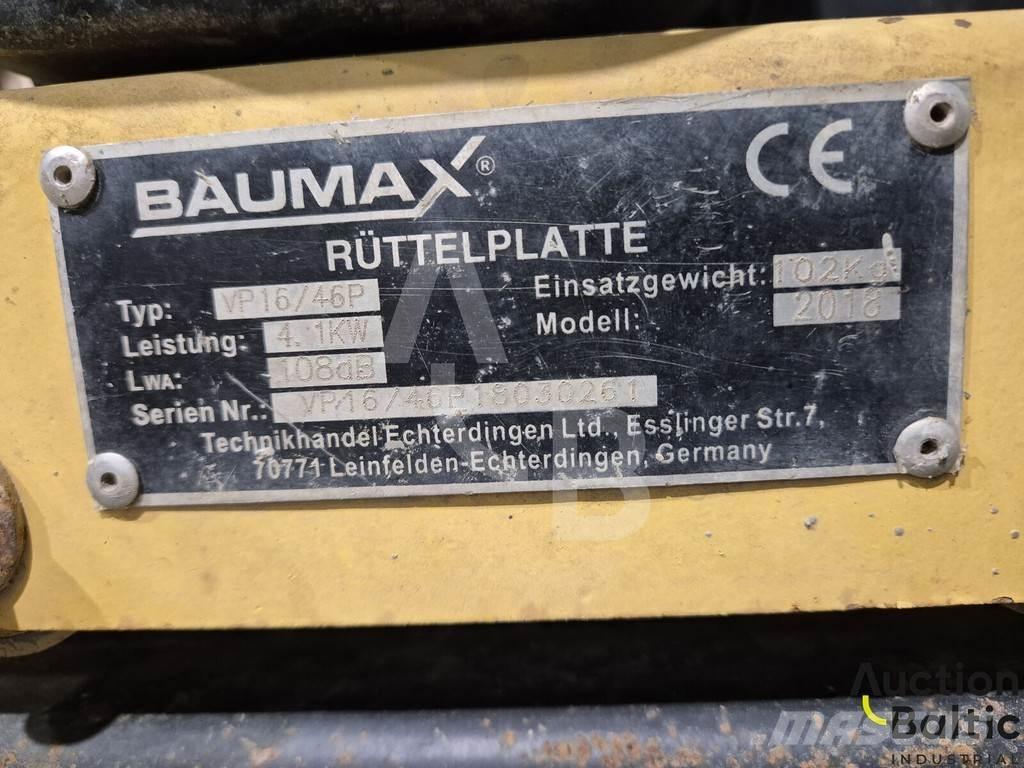 BAUMAX®
CE
RÜTTELPLATTE
Typ: VP16/46P
Einsatzgewicht: 102Kg
Leistung: 4.1KW
Modell: 2018
LWA: 108dB
Serien Nr.: VP16/46P18030261
Technikhandel Echterdingen Ltd., Esslinger Str.7,
70771 Leinfelden-Echterdingen, Germany
A
B
Auction
Baltic
INDUSTRIAL